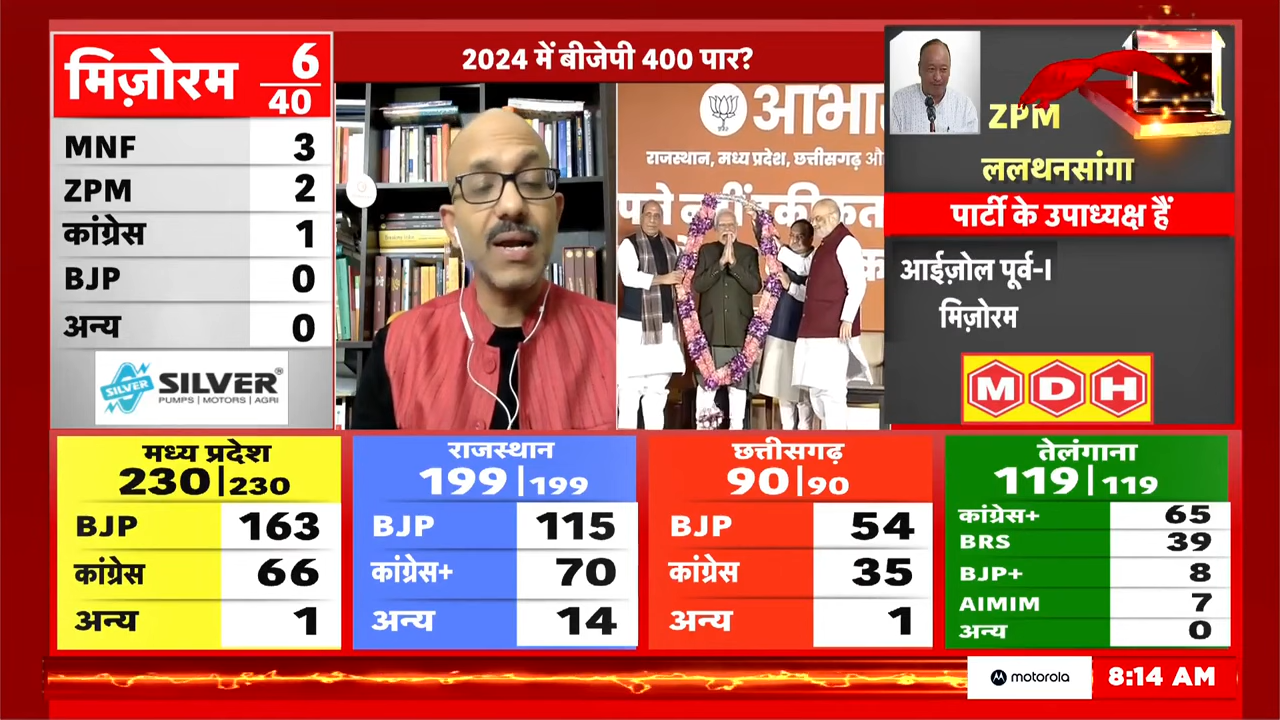 मिज़ोरम 6
40
MNF 3
ZPM 2
कांग्रेस 1
BJP 0
अन्य 0
SILVER
SILVER®
PUMPS | MOTORS | AGRI
2024 में बीजेपी 400 पार?
राजस्थान, मध्य प्रदेश, छत्तीसगढ़
ZPM
ललथनसांगा
पार्टी के उपाध्यक्ष हैं
आईज़ोल पूर्व-I
मिज़ोरम
MDH
मध्य प्रदेश
230|230
BJP 163
कांग्रेस 66
अन्य 1
राजस्थान
199|199
BJP 115
कांग्रेस+ 70
अन्य 14
छत्तीसगढ़
90|90
BJP 54
कांग्रेस 35
अन्य 1
तेलंगाना
119|119
कांग्रेस+ 65
BRS 39
BJP+ 8
AIMIM 7
अन्य 0
motorola
8:14 AM